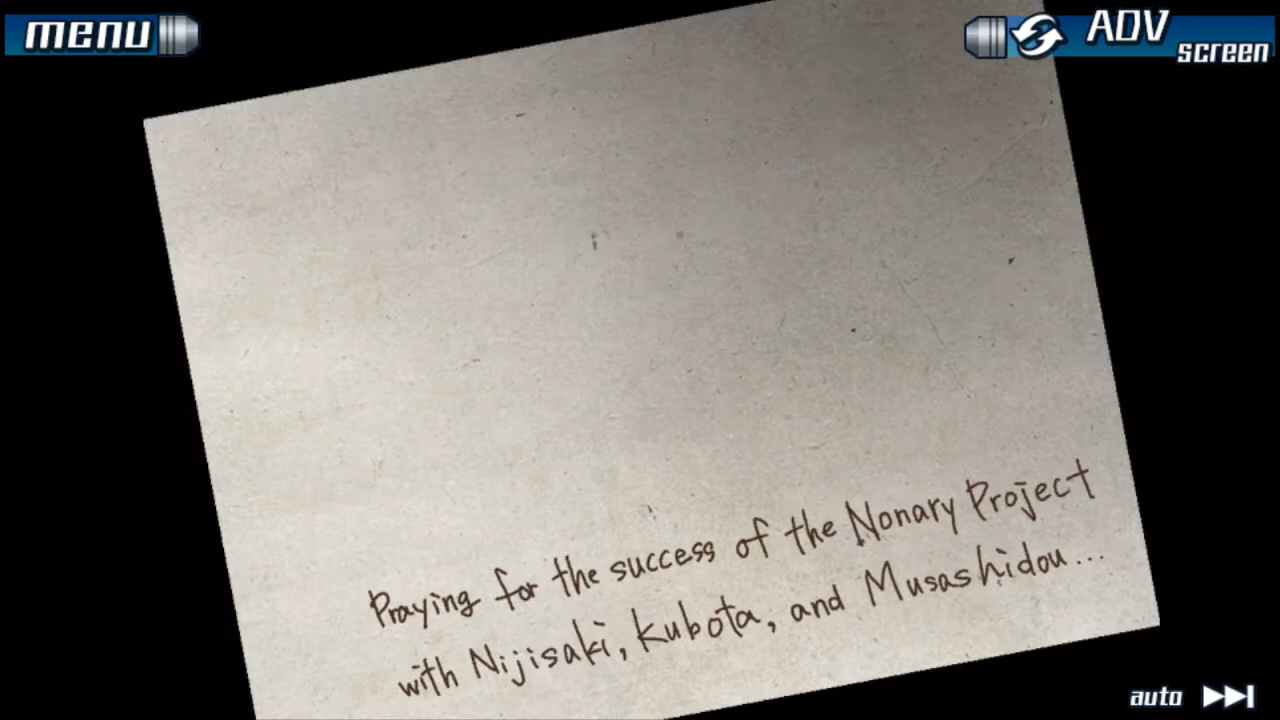 menu
ADV
screen
Praying for the success of the Nonary Project
with Nijisaki, Kubota, and Musashidou...
auto